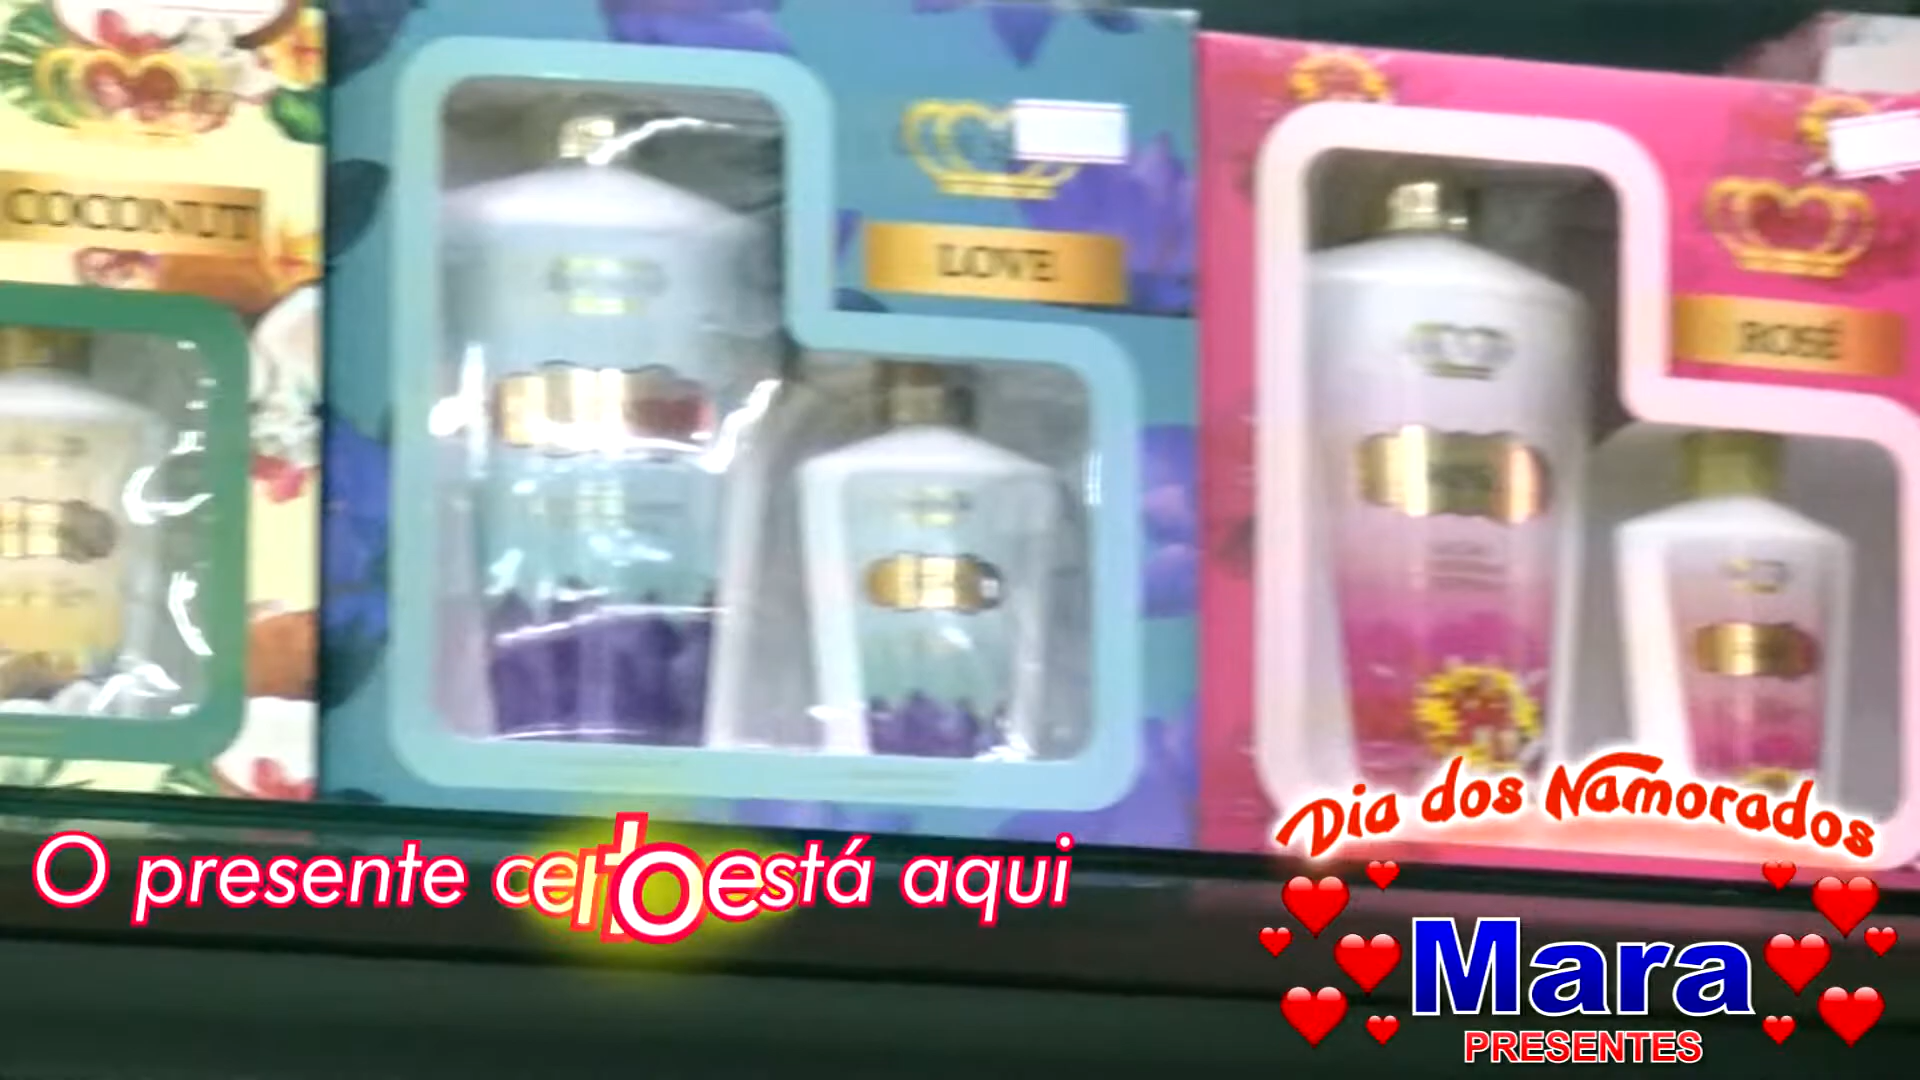 COCONUT
LOVE
ROSÉ
O presente certo está aqui
Dia dos Namorados
Mara
PRESENTES